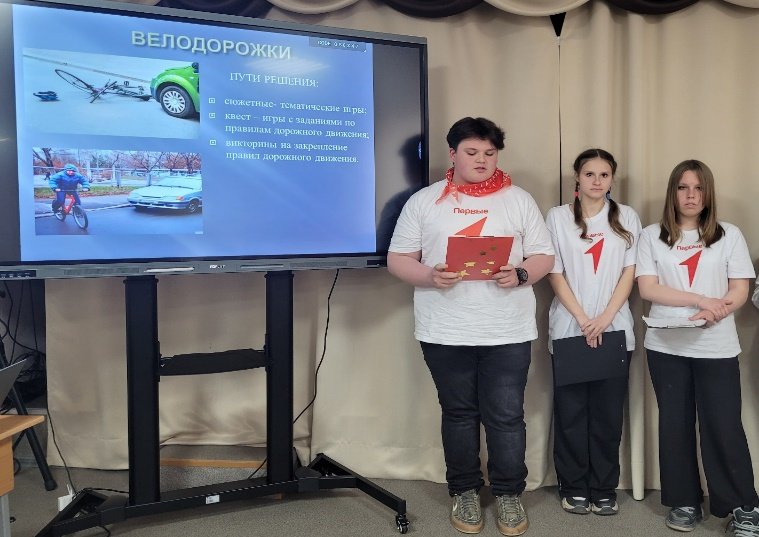 ВЕЛОДОРОЖКИ
ПУТИ РЕШЕНИЯ:
сюжетные- тематические игры;
квест – игры с заданиями по
правилам дорожного движения;
викторины на закрепление
правил дорожного движения.
Первые
Первые